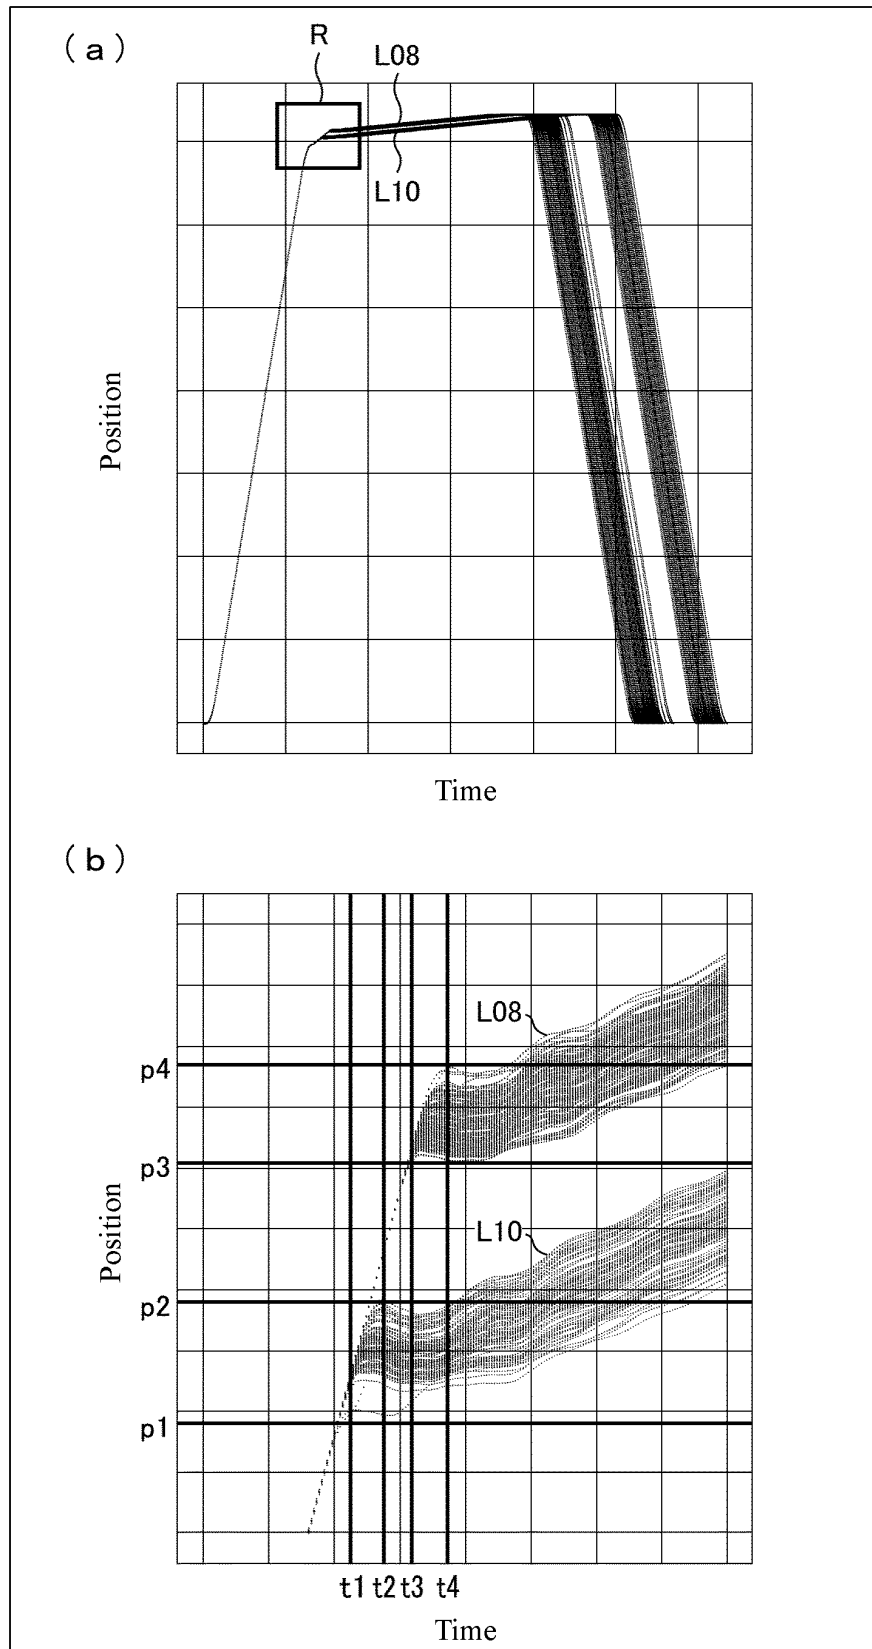 (a)
R
L08
L10
Position
Time
(b)
L08
p4
p3
L10
Position
p2
p1
t1 t2 t3 t4
Time